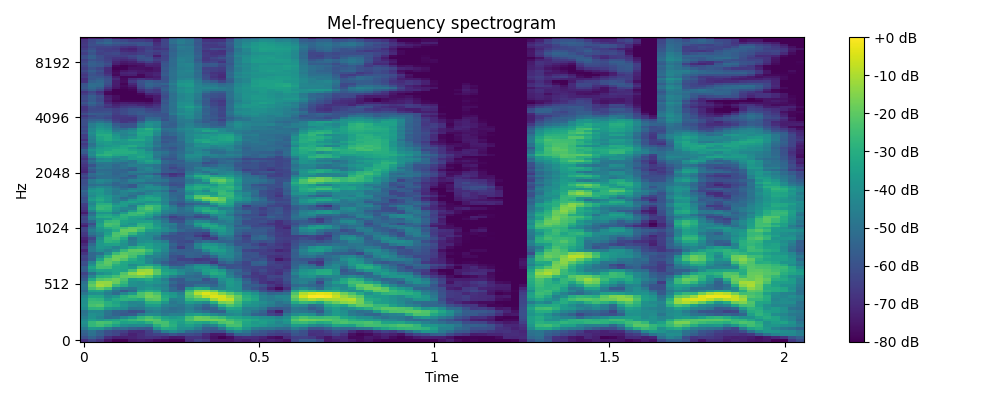 Mel-frequency spectrogram
Hz
8192
4096
2048
1024
512
0
0
0.5
1
1.5
2
Time
+0 dB
-10 dB
-20 dB
-30 dB
-40 dB
-50 dB
-60 dB
-70 dB
-80 dB